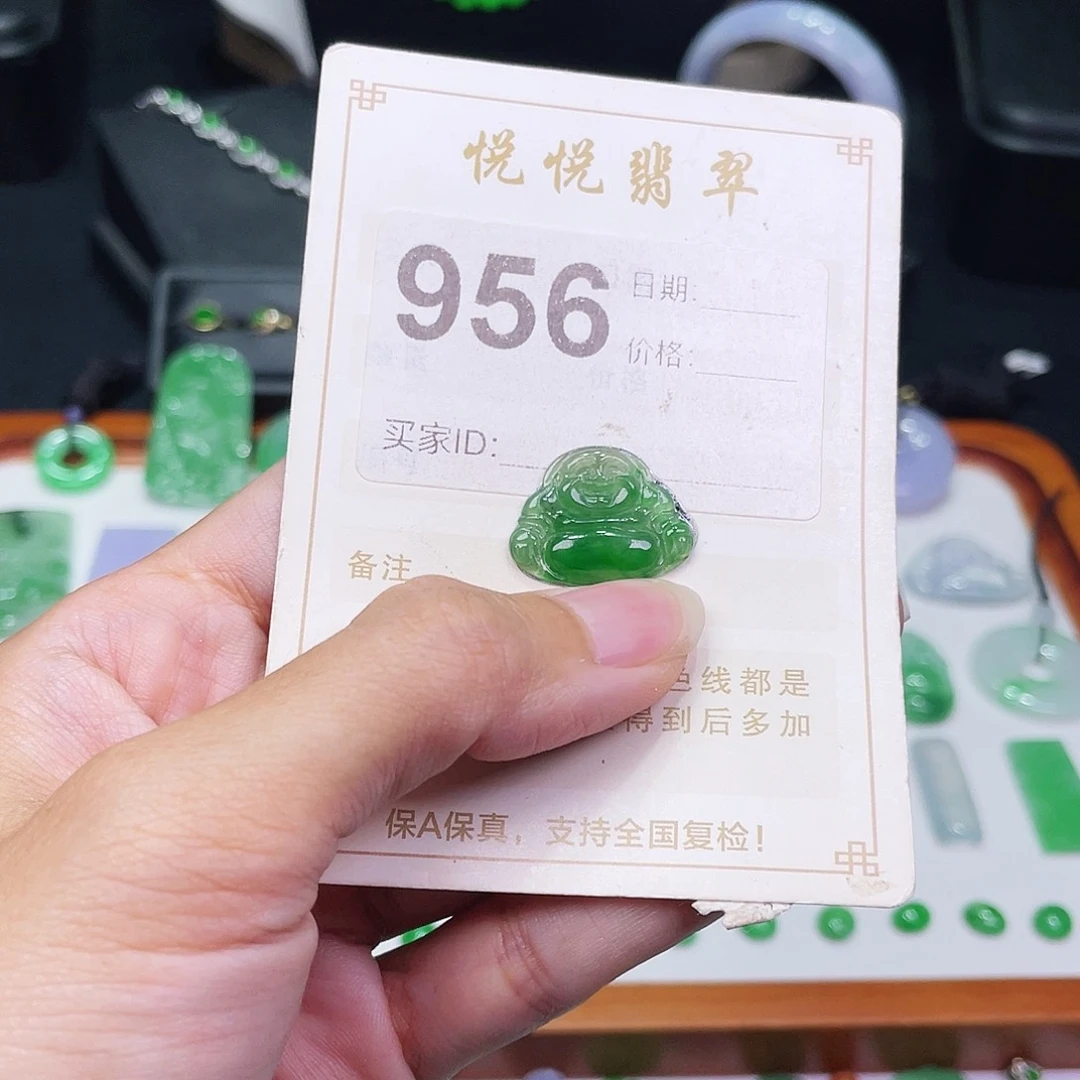 悦悦翡翠
956
日期:
价格:
买家ID:
备注
色线都是
得到后多加
保A保真，支持全国复检!